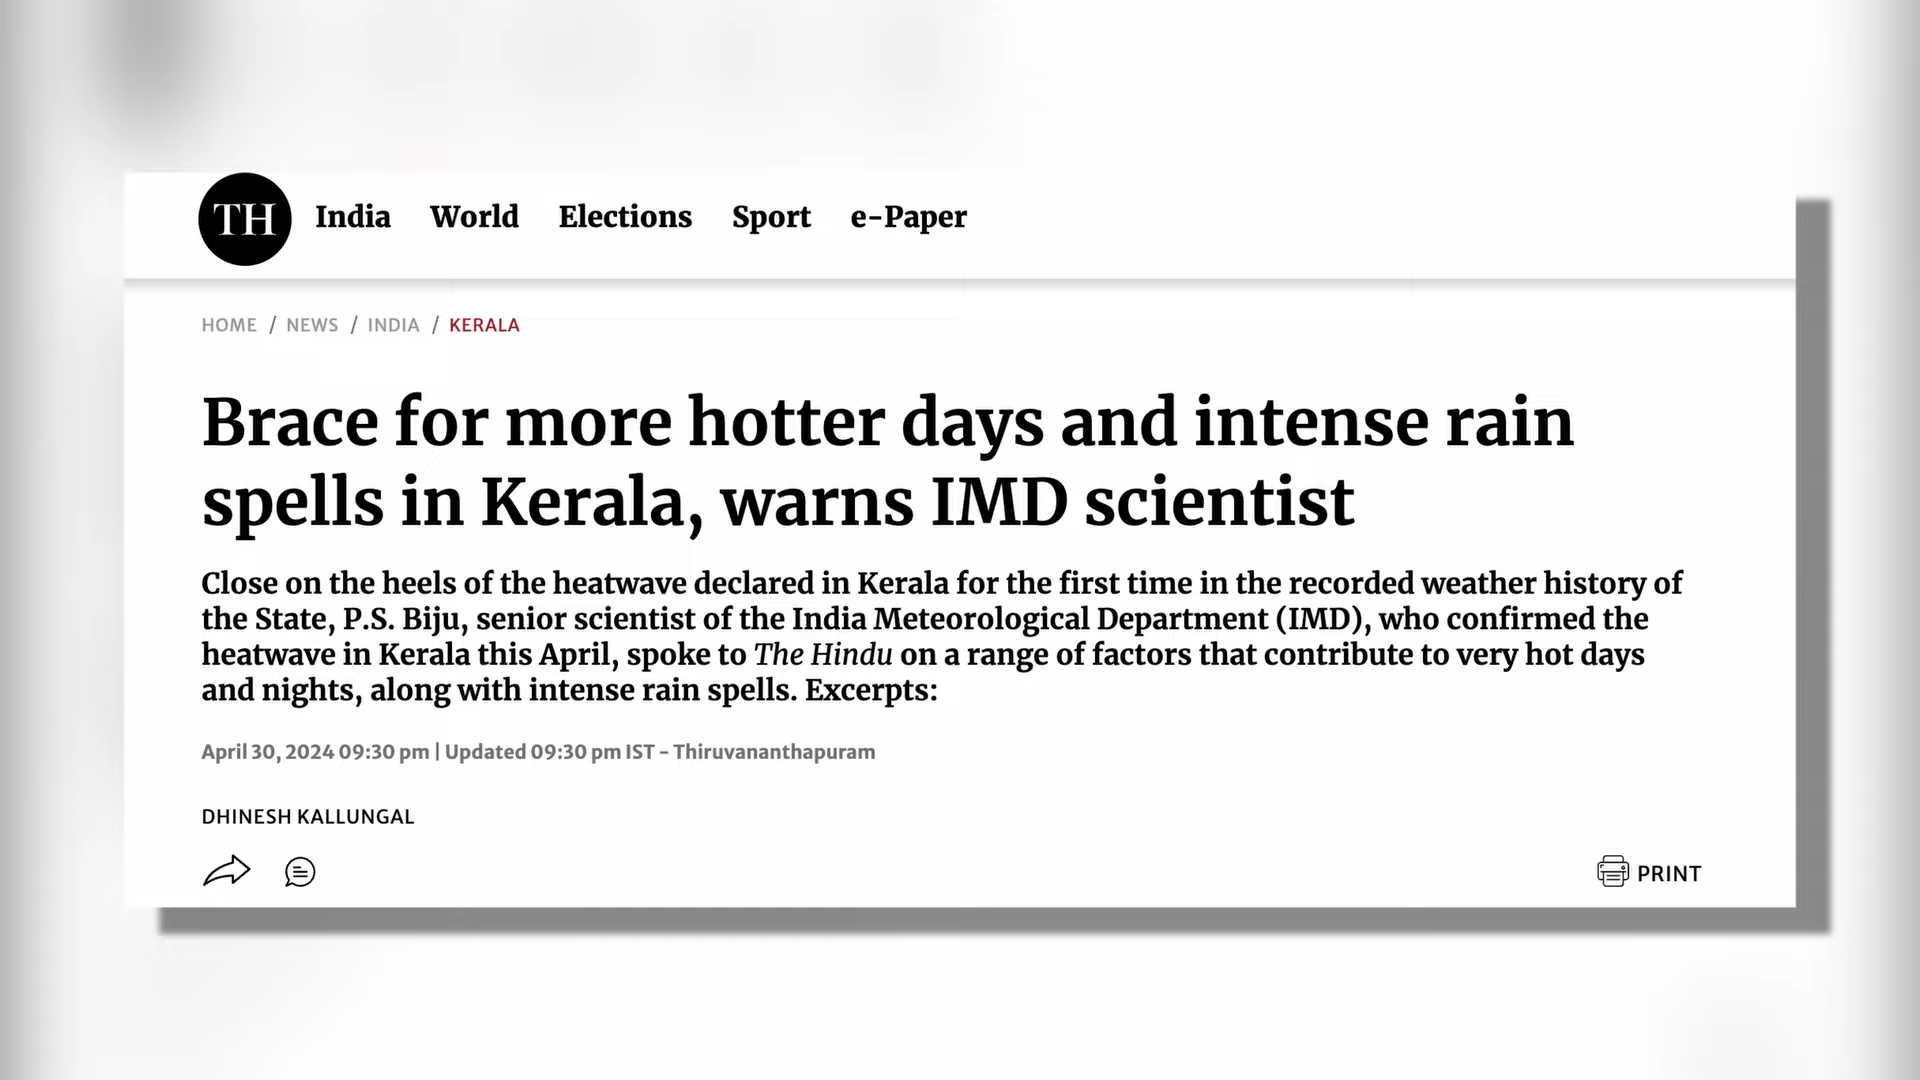 TH India World Elections Sport e-Paper
HOME / NEWS / INDIA / KERALA
Brace for more hotter days and intense rain
spells in Kerala, warns IMD scientist
Close on the heels of the heatwave declared in Kerala for the first time in the recorded weather history of
the State, P.S. Biju, senior scientist of the India Meteorological Department (IMD), who confirmed the
heatwave in Kerala this April, spoke to The Hindu on a range of factors that contribute to very hot days
and nights, along with intense rain spells. Excerpts:
April 30, 2024 09:30 pm | Updated 09:30 pm IST - Thiruvananthapuram
DHINESH KALLUNGAL
PRINT